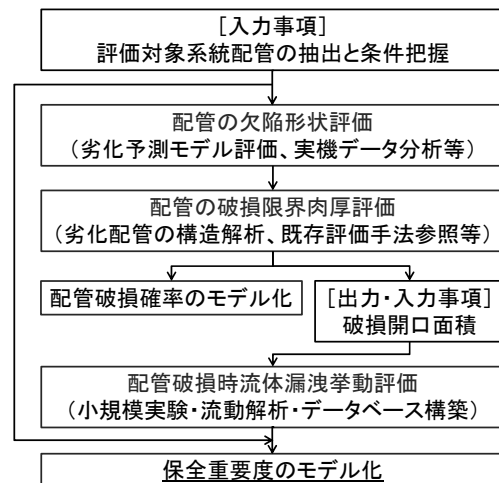 ［入力事項］
評価対象系統配管の抽出と条件把握
配管の欠陥形状評価
（劣化予測モデル評価、実機データ分析等）
配管の破損限界肉厚評価
（劣化配管の構造解析、既存評価手法参照等）
配管破損確率のモデル化
［出力・入力事項］
破損開口面積
配管破損時流体漏洩挙動評価
（小規模実験・流動解析・データベース構築）
保全重要度のモデル化